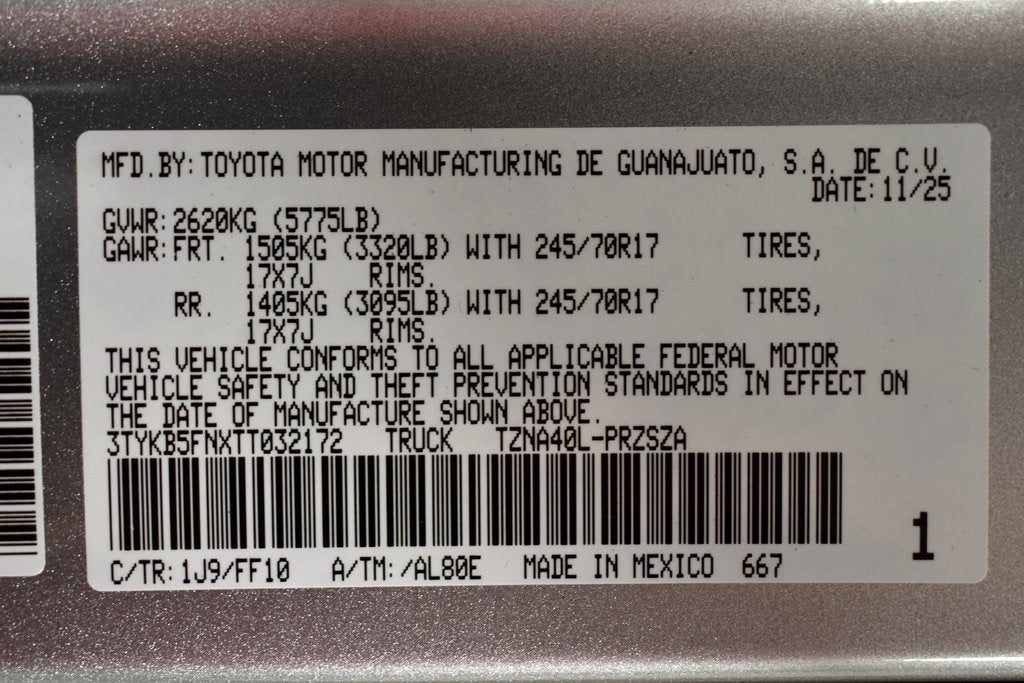 MFD.BY: TOYOTA MOTOR MANUFACTURING DE GUANAJUATO, S.A. DE C.V.
DATE: 11/25
GVWR: 2620KG (5775LB)
GAWR: FRT. 1505KG (3320LB) WITH 245/70R17 TIRES,
17X7J RIMS.
RR. 1405KG (3095LB) WITH 245/70R17 TIRES,
17X7J RIMS.
THIS VEHICLE CONFORMS TO ALL APPLICABLE FEDERAL MOTOR
VEHICLE SAFETY AND THEFT PREVENTION STANDARDS IN EFFECT ON
THE DATE OF MANUFACTURE SHOWN ABOVE.
3TYKB5FNXTT032172 TRUCK TZNA40L-PRZSZA
1
C/TR: 1J9/FF10 A/TM: /AL80E MADE IN MEXICO 667